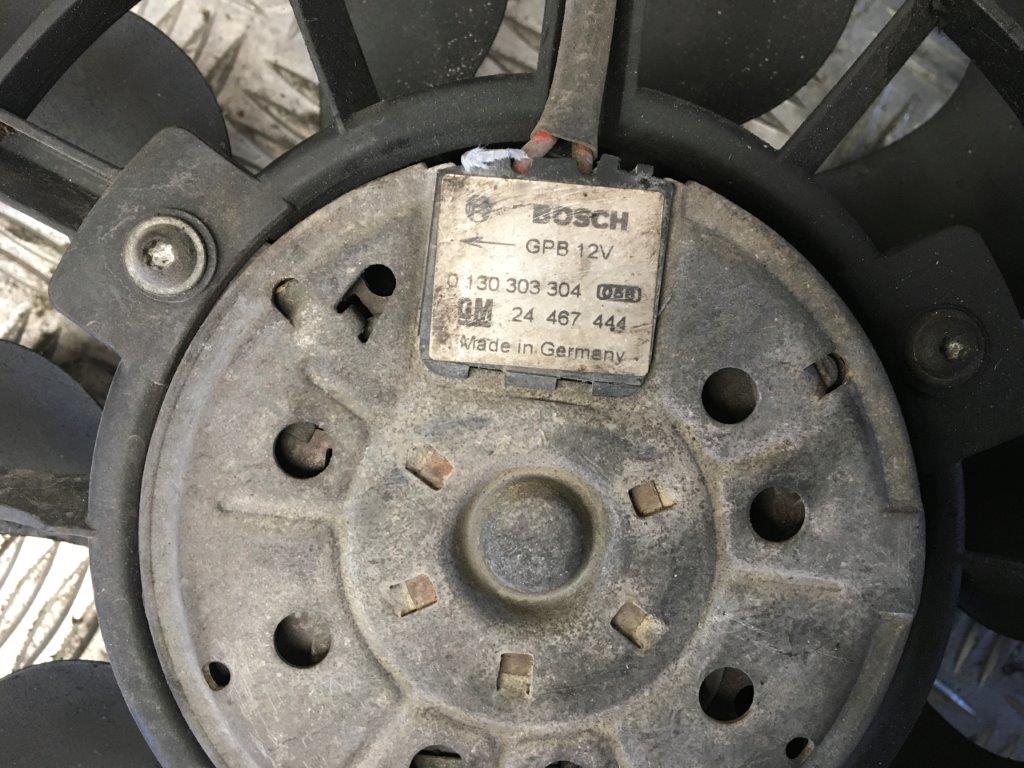 BOSCH
GPB 12V
0 130 303 304
GM 24 467 444
Made in Germany